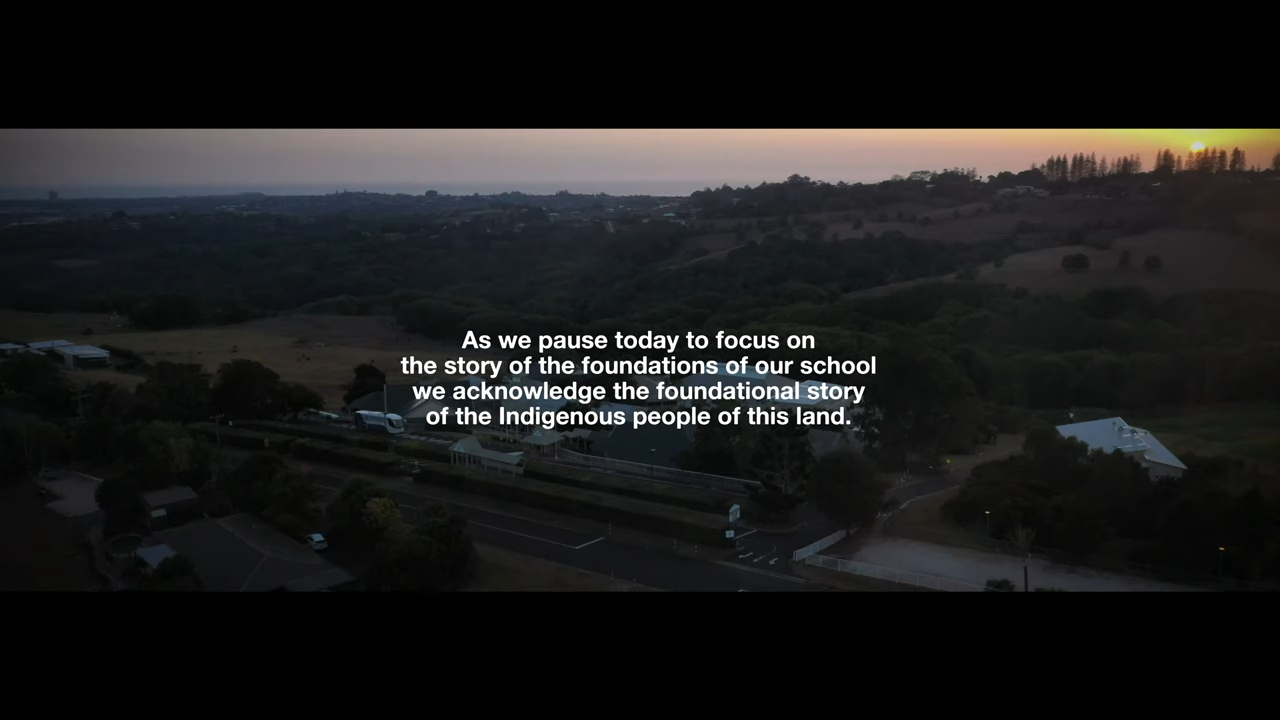 As we pause today to focus on
the story of the foundations of our school
we acknowledge the foundational story
of the Indigenous people of this land.